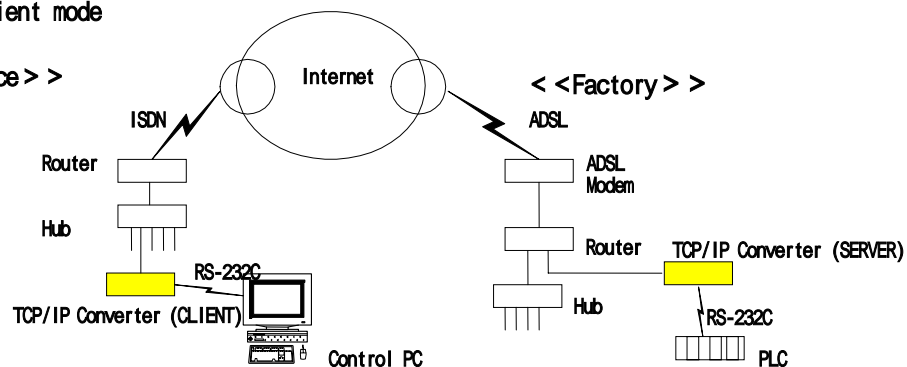 ient mode
ce>>
Internet
<<Factory>>
ISDN
ADSL
Router
ADSL
Modem
Hub
Router
TCP/IP Converter (SERVER)
RS-232C
TCP/IP Converter (CLIENT)
Hub
RS-232C
Control PC
PLC